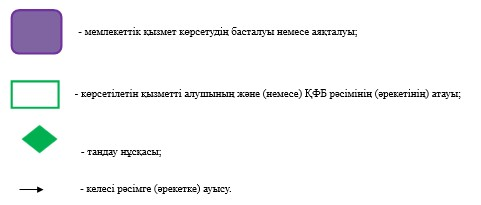 - мемлекеттік қызмет көрсетудің басталуы немесе аяқталуы;
- көрсетілетін қызметті алушының және (немесе) ҚФБ рәсімінің (әрекетінің) атауы;
- таңдау нұсқасы;
- келесі рәсімге (әрекетке) ауысу.